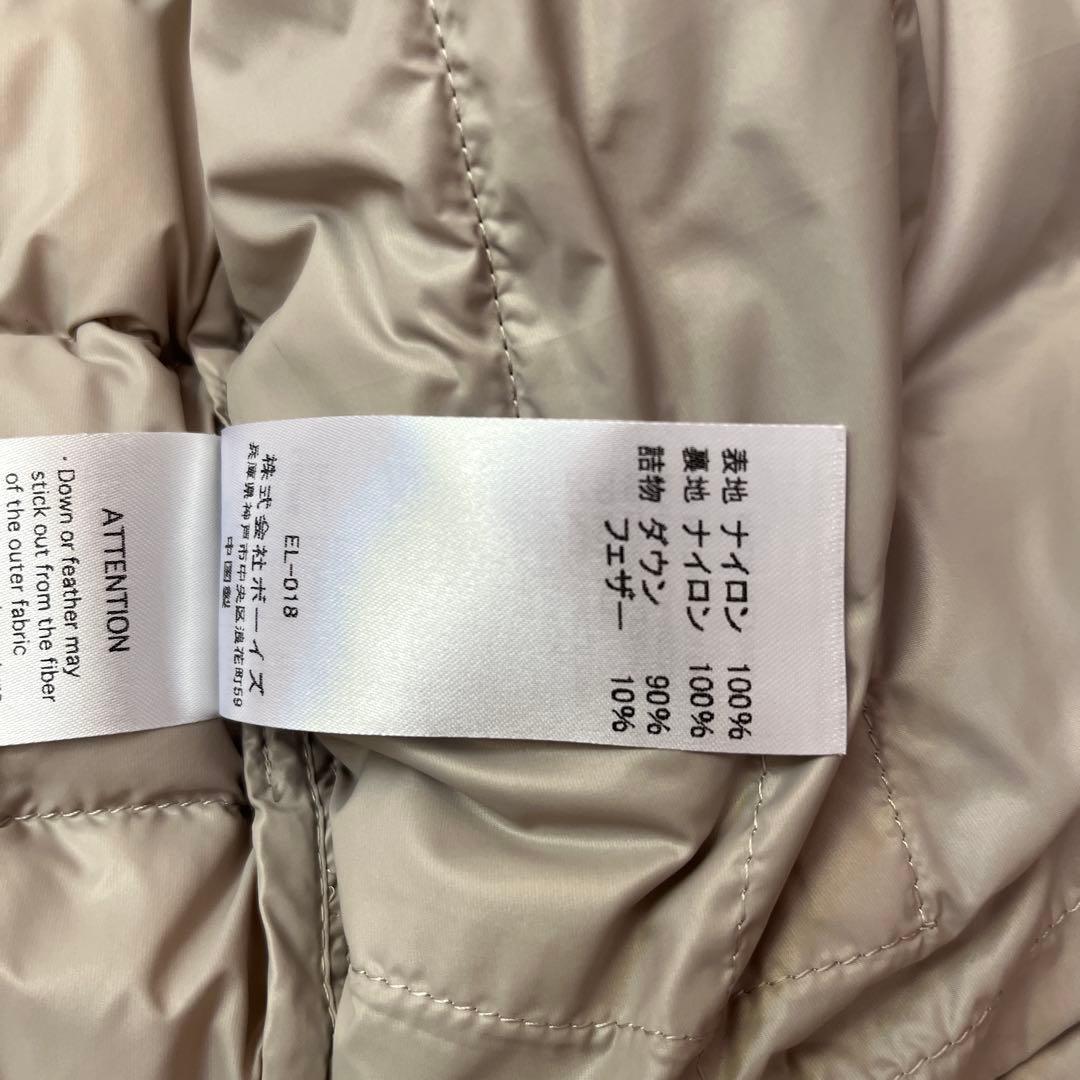 表地 ナイロン 100%
裏地 ナイロン 100%
詰物 ダウン 90%
フェザー 10%
EL-018
株式会社ボーイズ
兵庫県神戸市中央区浪花町59
中国製
ATTENTION
・Down or feather may
stick out from the fiber
of the outer fabric